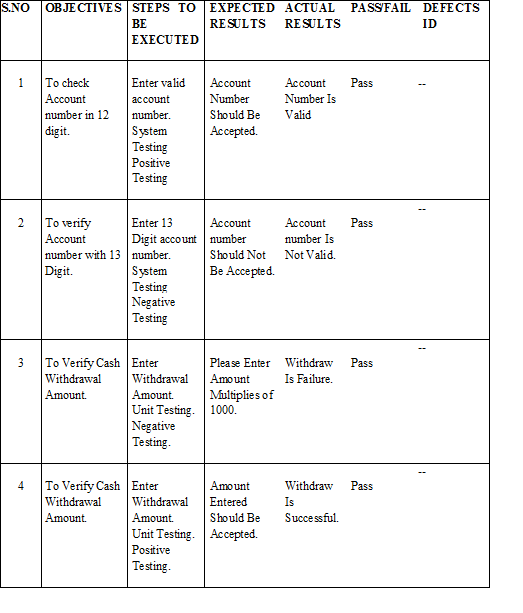 S.NO OBJECTIVES STEPS TO EXPECTED ACTUAL PASS/FAIL DEFECTS
BE RESULTS RESULTS ID
EXECUTED
1 To check Enter valid Account Account Pass --
Account account Number Number Is
number in 12 number. Should Be Valid
digit. System Accepted.
Testing
Positive
Testing
--
2 To verify Enter 13 Account Account Pass
Account Digit account number number Is
number with 13 number. Should Not Not Valid.
Digit. System Be Accepted.
Testing
Negative
Testing
--
3 To Verify Cash Enter Please Enter Withdraw Pass
Withdrawal Withdrawal Amount Is Failure.
Amount. Amount. Multiplies of
Unit Testing. 1000.
Negative
Testing.
--
4 To Verify Cash Enter Amount Withdraw Pass
Withdrawal Withdrawal Entered Is
Amount. Amount. Should Be Successful.
Unit Testing. Accepted.
Positive
Testing.